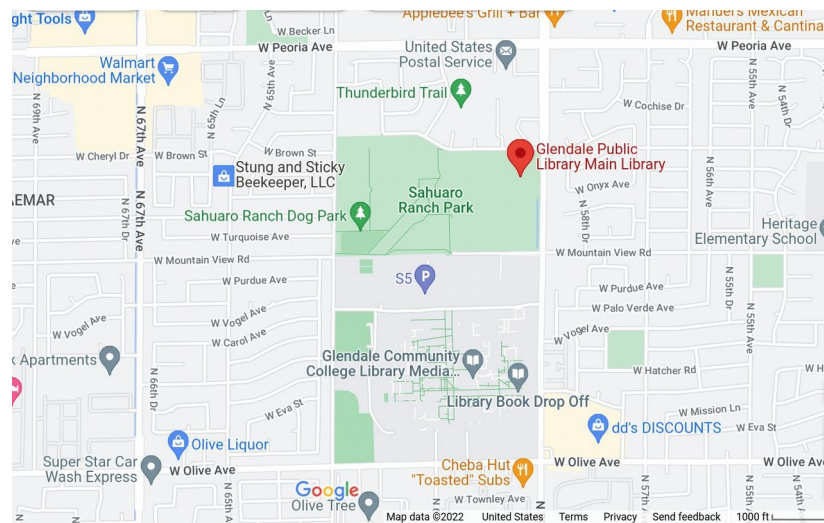 ght Tools
Applebee's Grill + Bar
Manuel's Mexican
Restaurant & Cantina
W Becker Ln
W Peoria Ave
W Peoria Ave
Walmart
Neighborhood Market
United States
Postal Service
N 69th Ave
N 67th Ave
N 65th Ave
N 65th Ln
Thunderbird Trail
W Cochise Dr
N 55th Ave
N 54th Dr
W Cheryl Dr
W Brown St
W Brown St
Glendale Public
Library Main Library
Stung and Sticky
Beekeeper, LLC
W Onyx Ave
N 56th Ave
AEMAR
N 67th Dr
N 67th Ave
Sahuaro
Ranch Park
Sahuaro Ranch Dog Park
N 58th Dr
Heritage
Elementary School
W Turquoise Ave
W Mountain View Rd
W Mountain View Rd
S5
P
W Purdue Ave
W Purdue Ave
N 55th Dr
N 55th Ave
W Palo Verde Ave
W Vogel Ave
W Vogel Ave
W Carol Ave
k Apartments
Glendale Community
College Library Media...
W Hatcher Rd
W H
N 66th Dr
Library Book Drop Off
W Eva St
W Mission Ln
dd's DISCOUNTS
W Eva St
Olive Liquor
Super Star Car
Wash Express
W Olive Ave
Cheba Hut
"Toasted" Subs
W Olive Ave
N 65th A
Google
Olive Tree
W Townley Ave
N
N 57th A
N 55th A
N 54t
Map data ©2022 United States Terms Privacy Send feedback 1000 ft